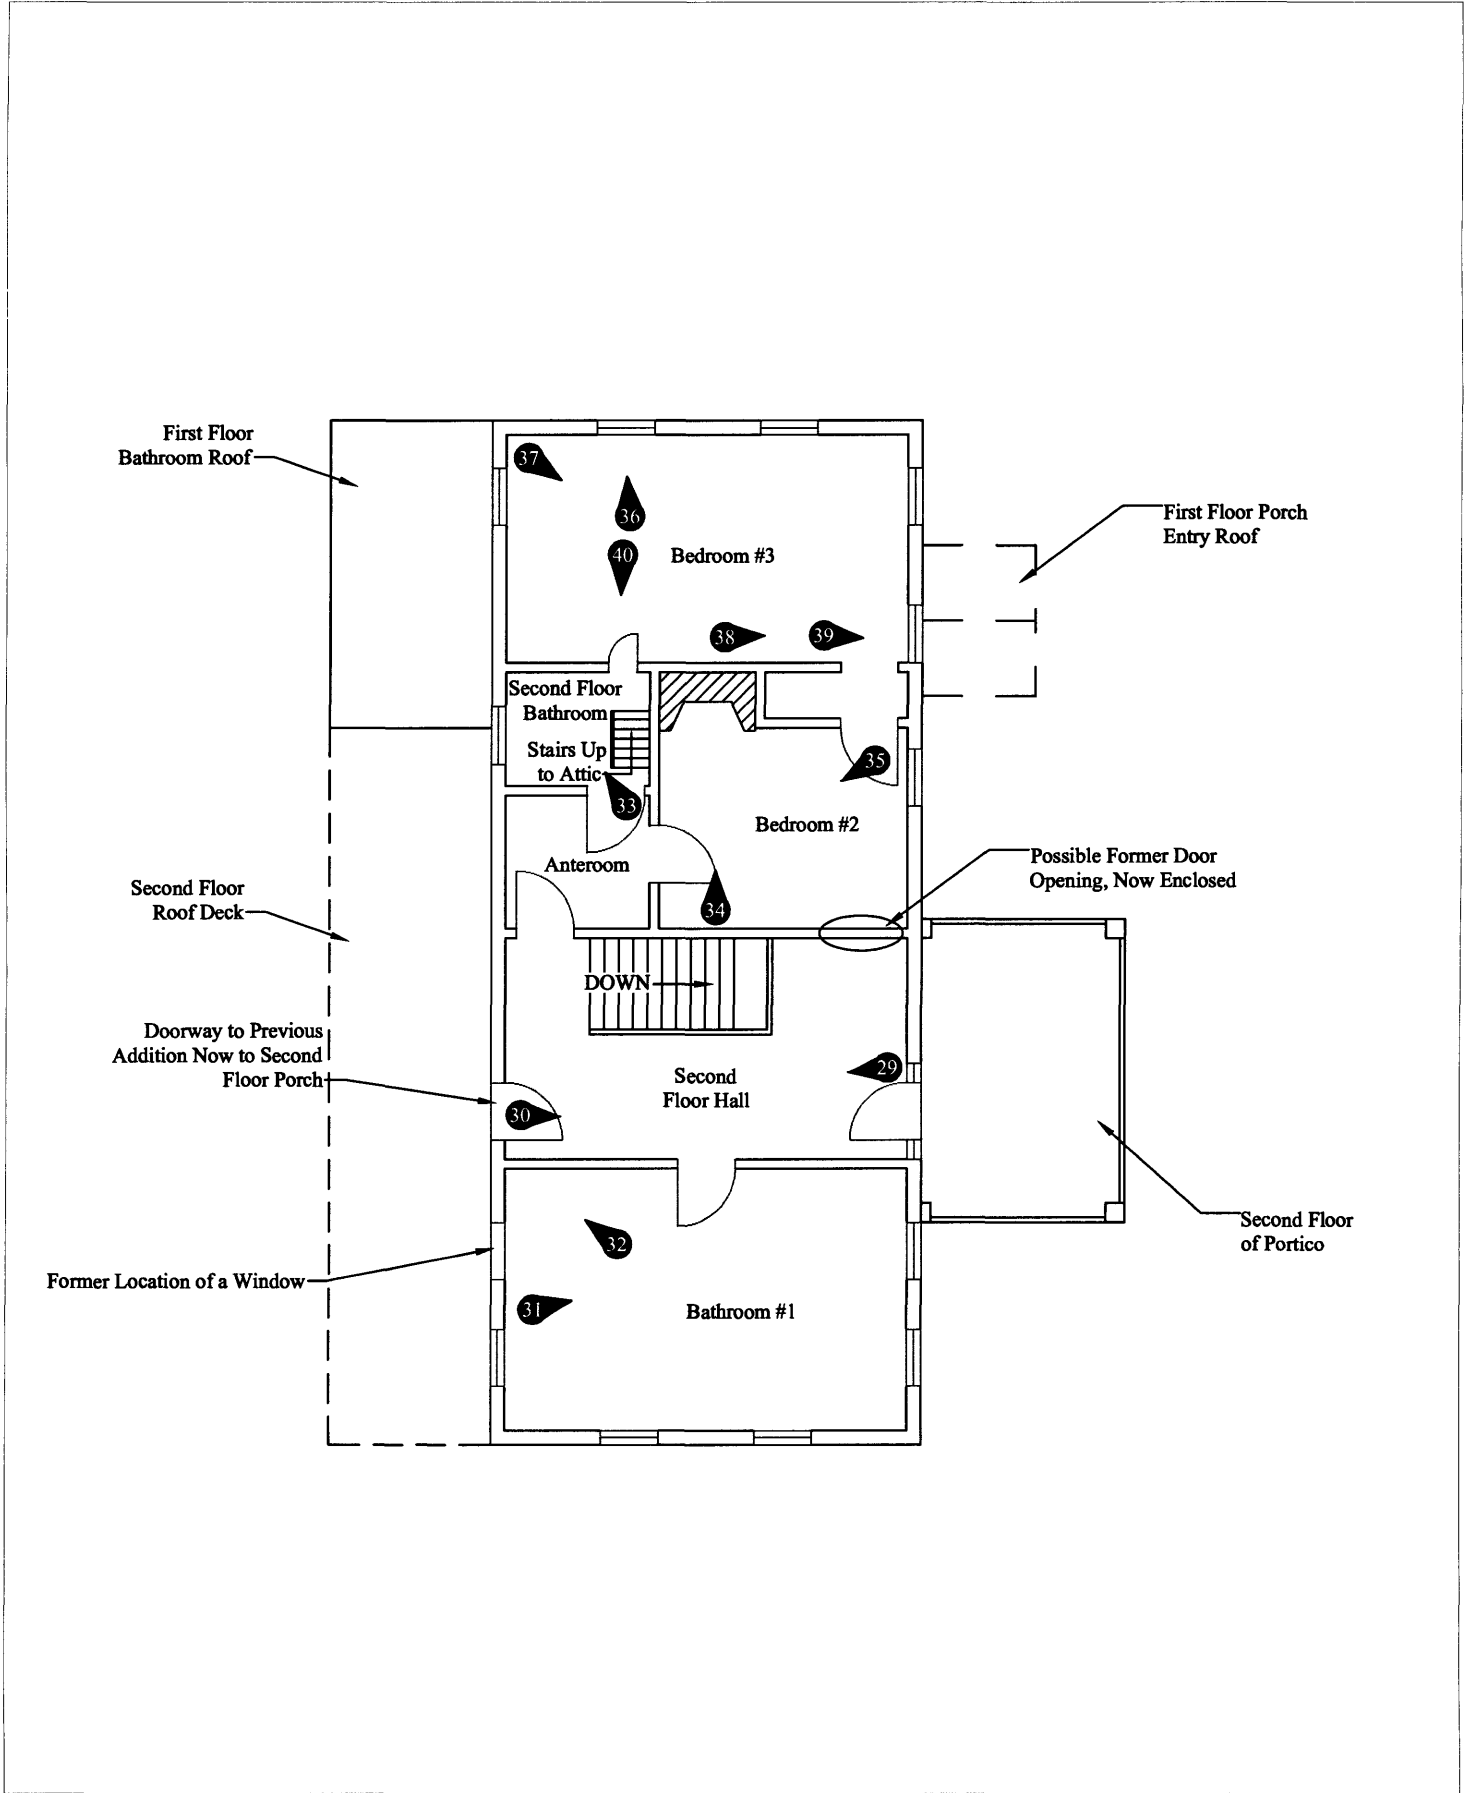 First Floor
Bathroom Roof
37
36
First Floor Porch
Entry Roof
40
Bedroom #3
38
39
Second Floor
Bathroom
Stairs Up
to Attic
35
33
Bedroom #2
Anteroom
Possible Former Door
Opening, Now Enclosed
Second Floor
Roof Deck
34
DOWN
Doorway to Previous
Addition Now to Second
Floor Porch
29
Second
Floor Hall
30
Second Floor
of Portico
32
Former Location of a Window
31
Bathroom #1